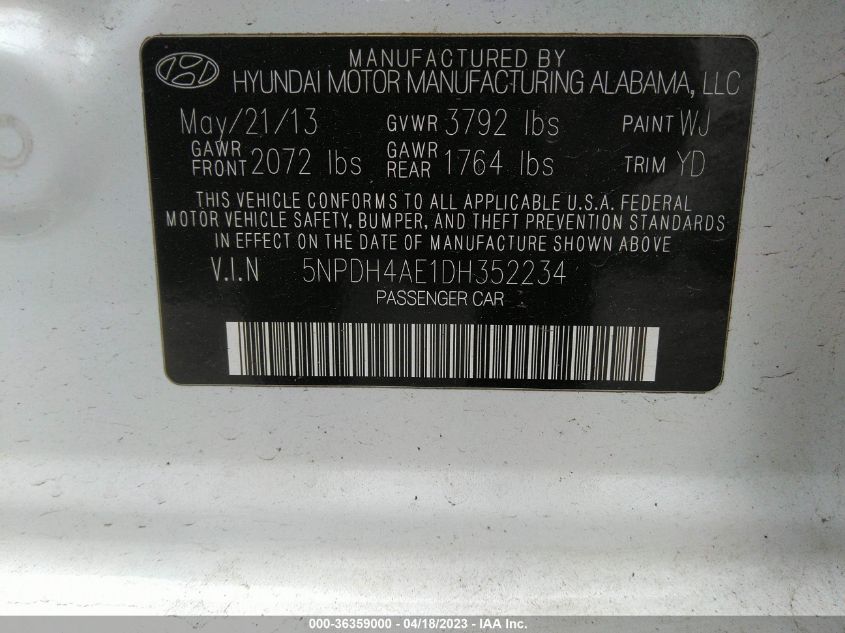 MANUFACTURED BY
HYUNDAI MOTOR MANUFACTURING ALABAMA, LLC
May/21/13 GVWR 3792 lbs PAINT WJ
GAWR FRONT 2072 lbs GAWR REAR 1764 lbs TRIM YD
THIS VEHICLE CONFORMS TO ALL APPLICABLE U.S.A. FEDERAL
MOTOR VEHICLE SAFETY, BUMPER, AND THEFT PREVENTION STANDARDS
IN EFFECT ON THE DATE OF MANUFACTURE SHOWN ABOVE
V.I.N 5NPDH4AE1DH352234
PASSENGER CAR
000-36359000 - 04/18/2023 - IAA Inc.